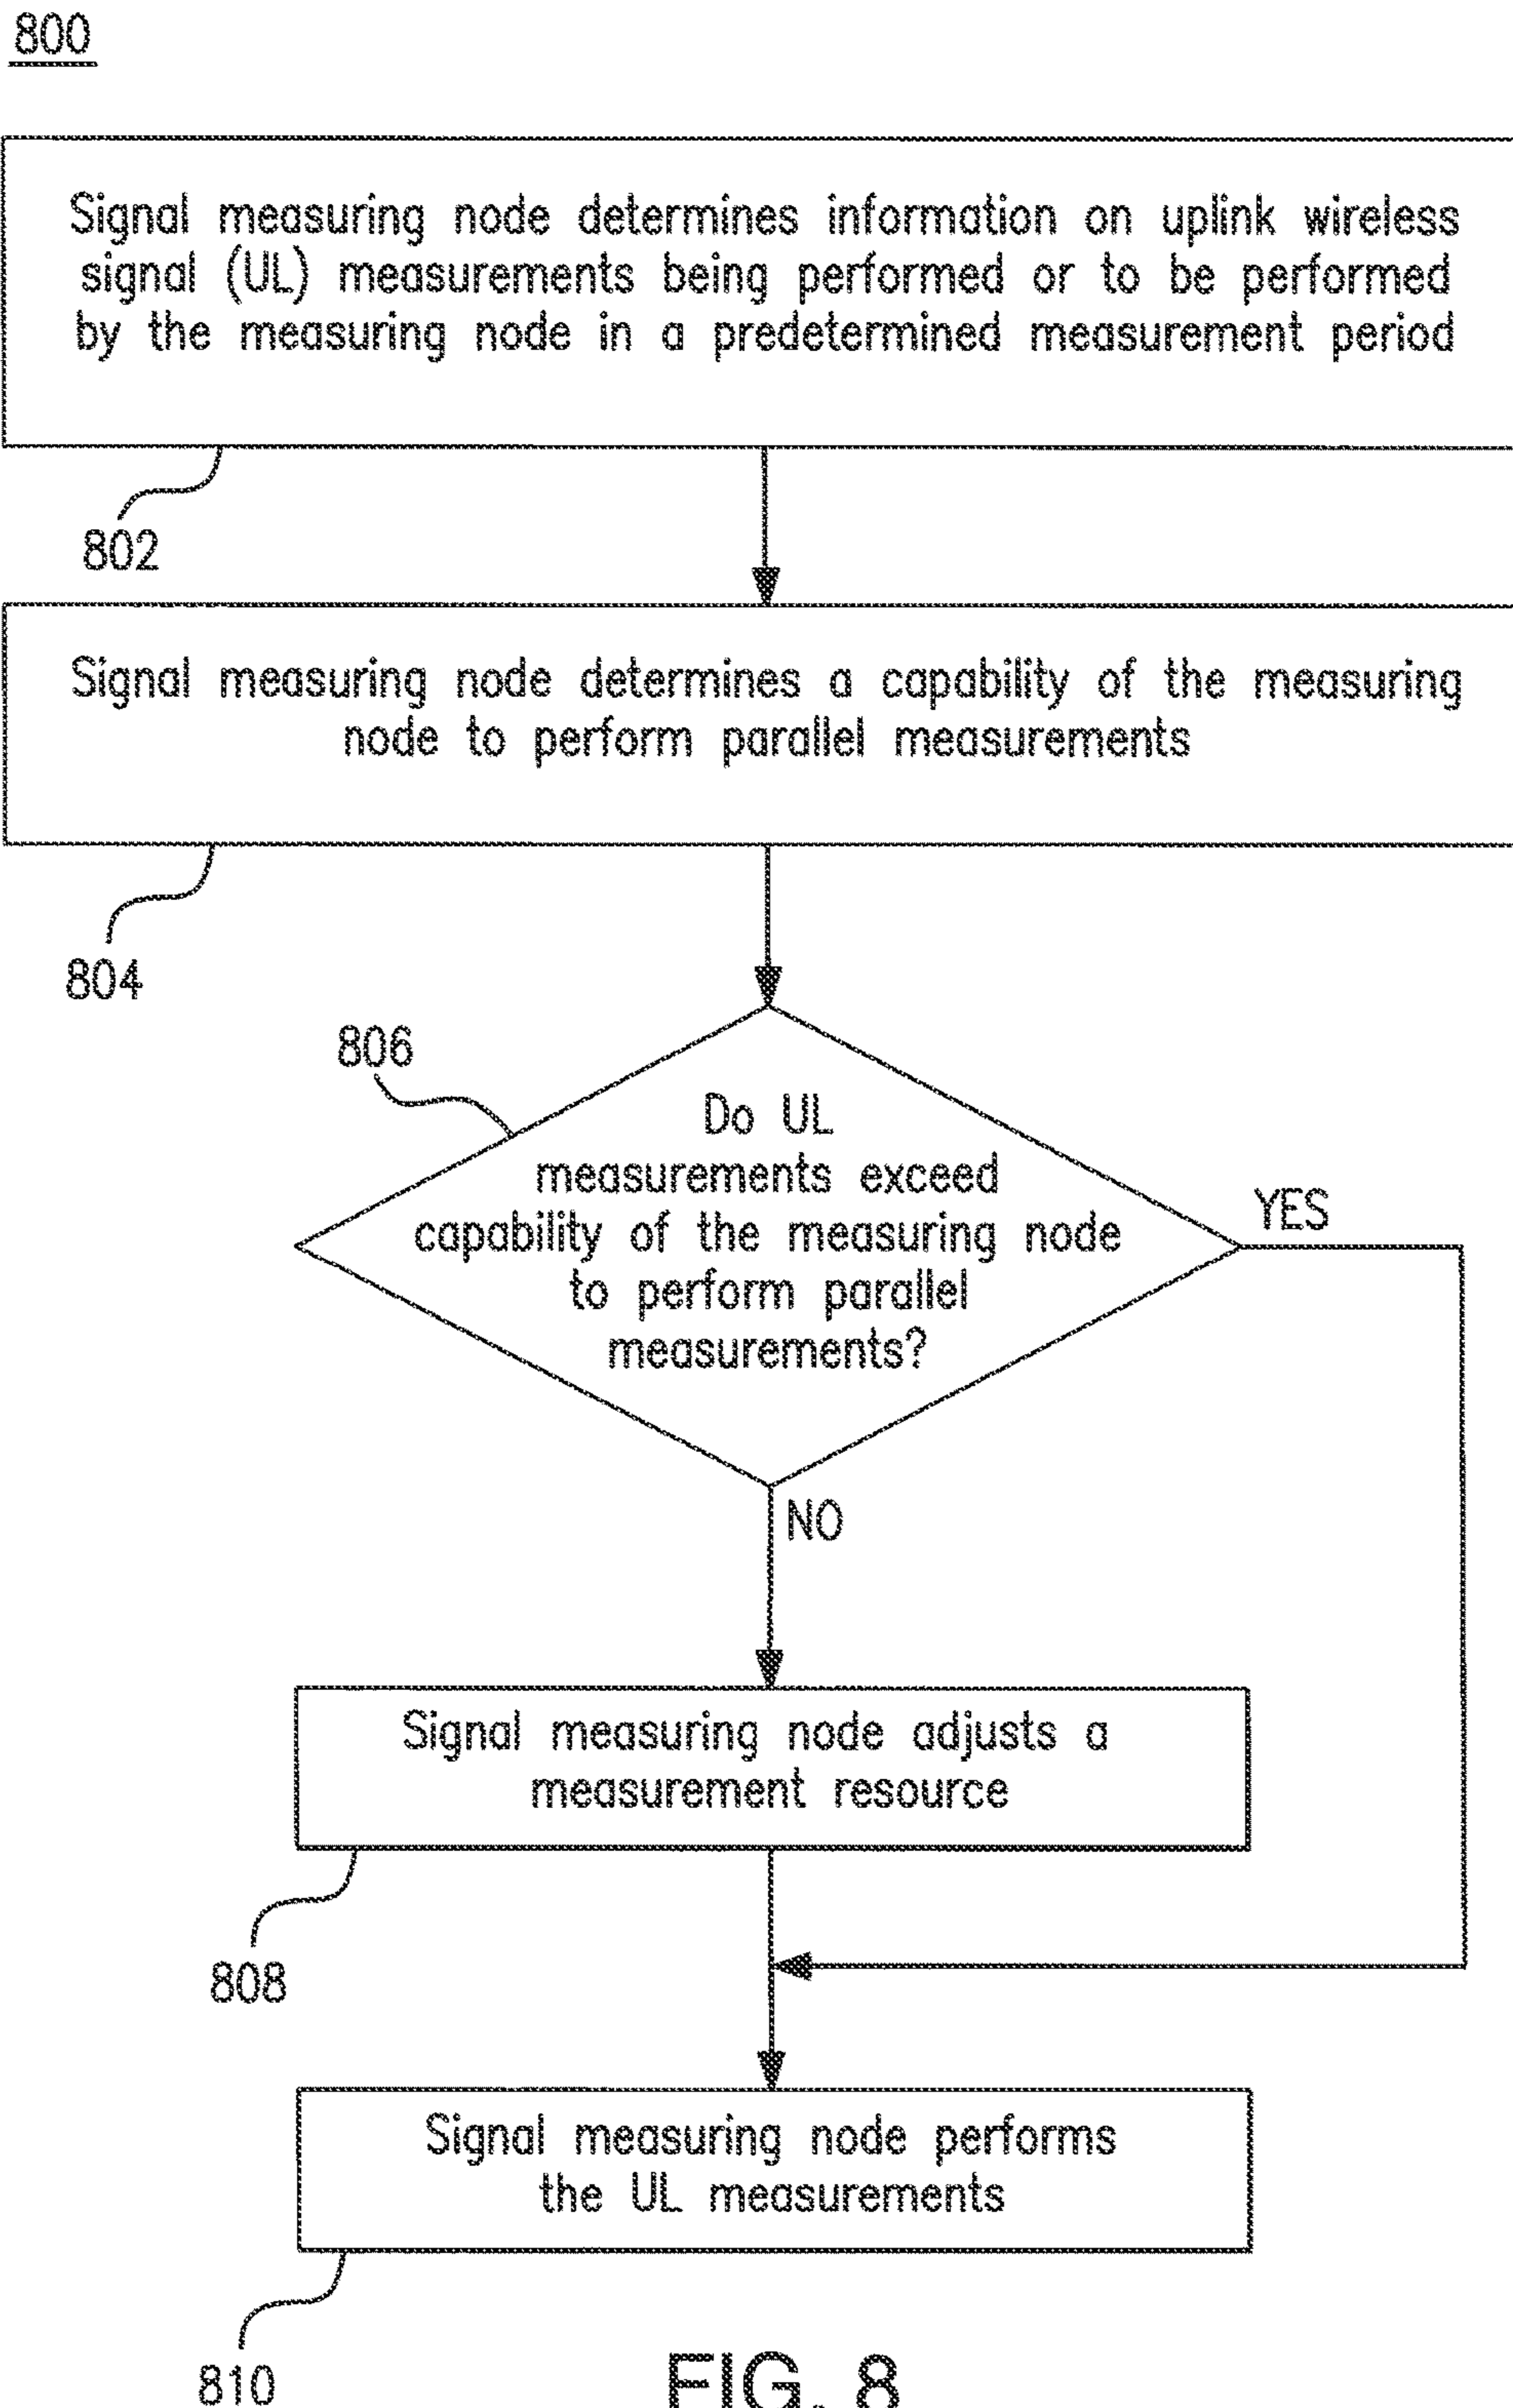 800
Signal measuring node determines information on uplink wireless
signal (UL) measurements being performed or to be performed
by the measuring node in a predetermined measurement period
802
Signal measuring node determines a capability of the measuring
node to perform parallel measurements
804
806
Do UL
measurements exceed
capability of the measuring node
to perform parallel
measurements?
YES
NO
Signal measuring node adjusts a
measurement resource
808
Signal measuring node performs
the UL measurements
810
FIG. 8